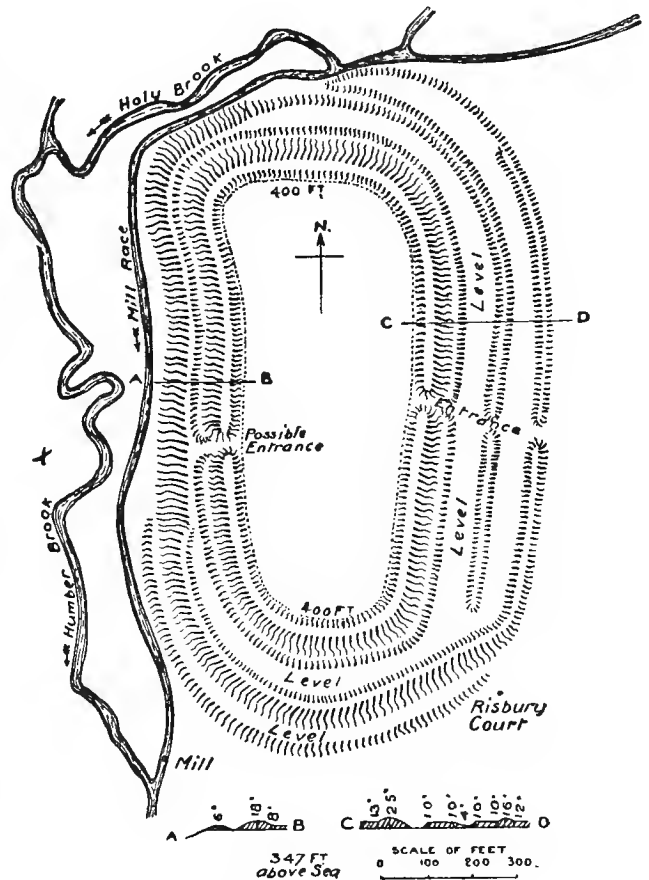 Holy Brook
400 FT
N.
Mill Race
Level
C
D
A
B
Entrance
Possible
Entrance
Humber Brook
Level
400 FT
Level
Risbury
Court
Level
Mill
A
6'
18'
8'
B
C
13'
25'
10'
10'
4'
10'
10'
16'
12'
D
347 FT
above Sea
SCALE OF FEET
0 100 200 300